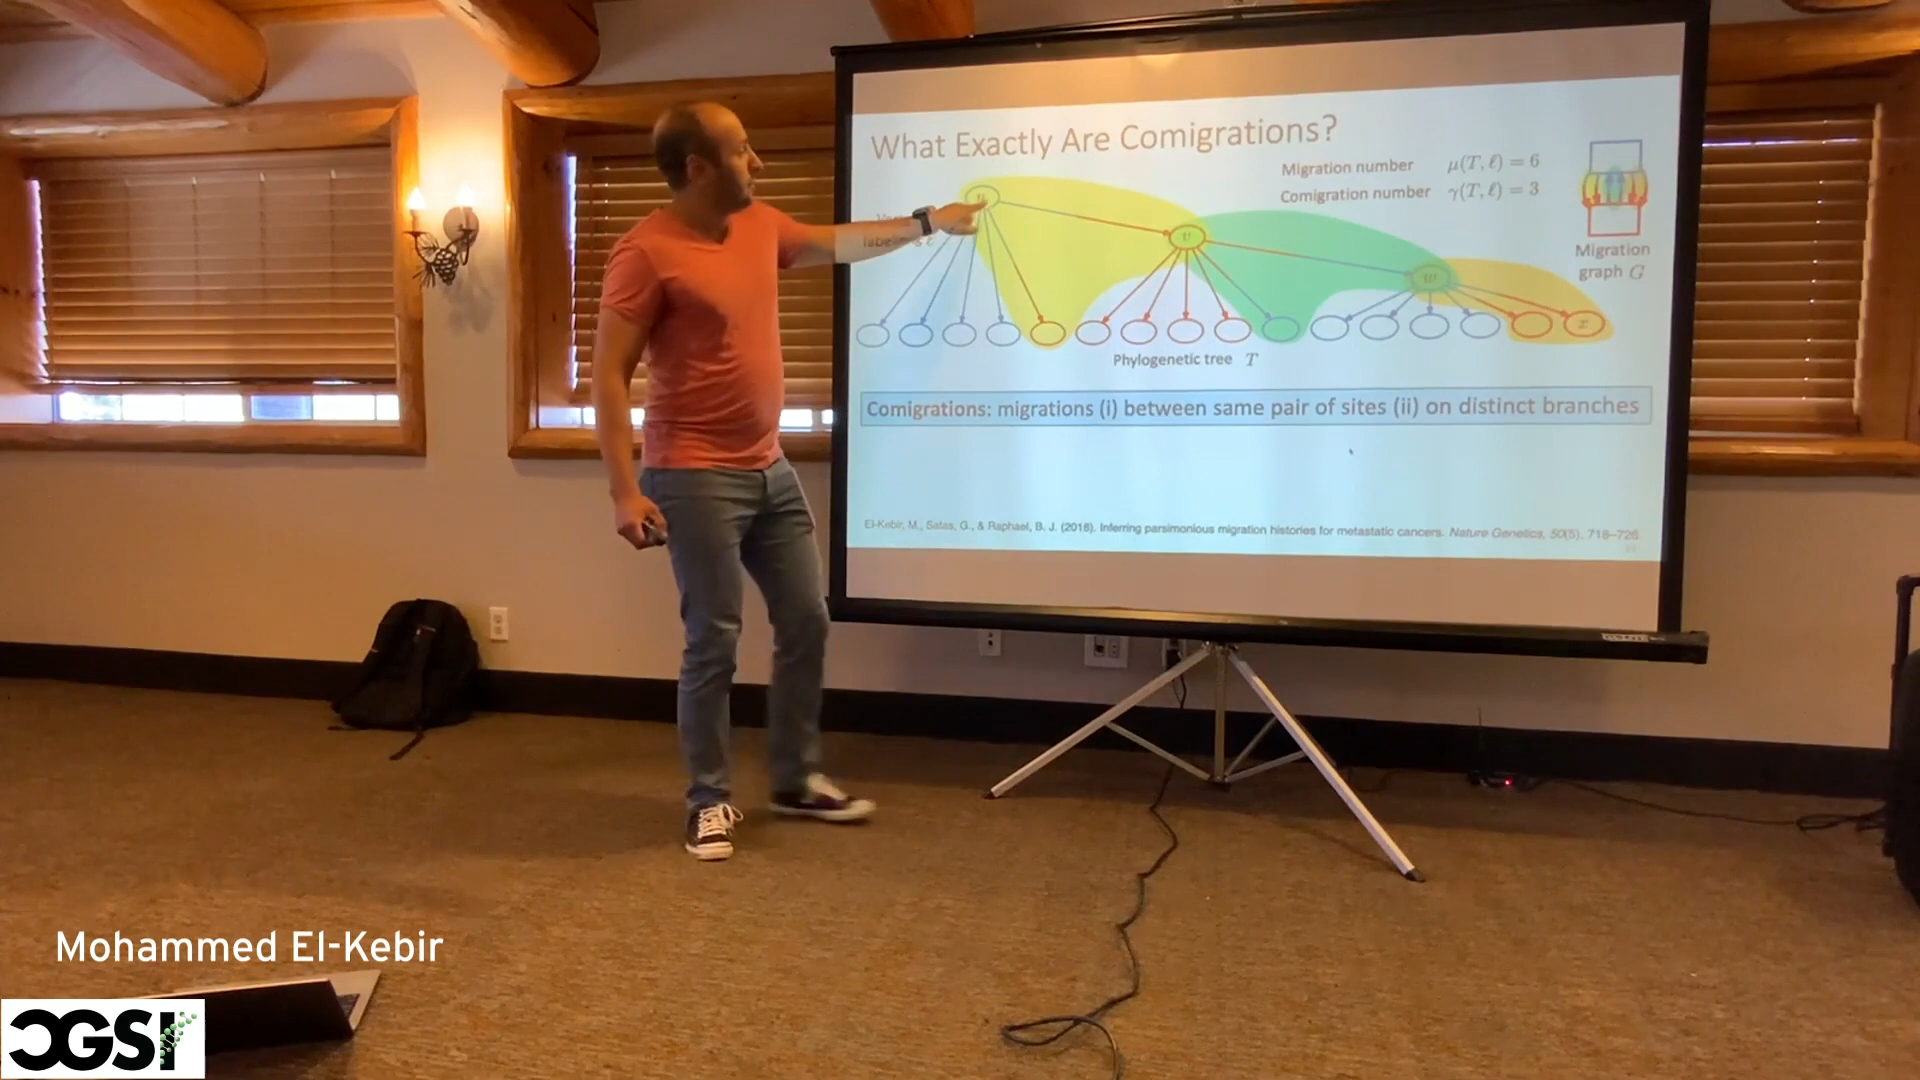 What Exactly Are Comigrations?
Migration number μ(T, ℓ) = 6
Comigration number γ(T, ℓ) = 3
Migration
graph G
v
w
x
Phylogenetic tree T
Comigrations: migrations (i) between same pair of sites (ii) on distinct branches
El-Kebir, M., Satas, G., & Raphael, B. J. (2018). Inferring parsimonious migration histories for metastatic cancers. Nature Genetics, 50(5), 718–726.
Mohammed El-Kebir
CGSI